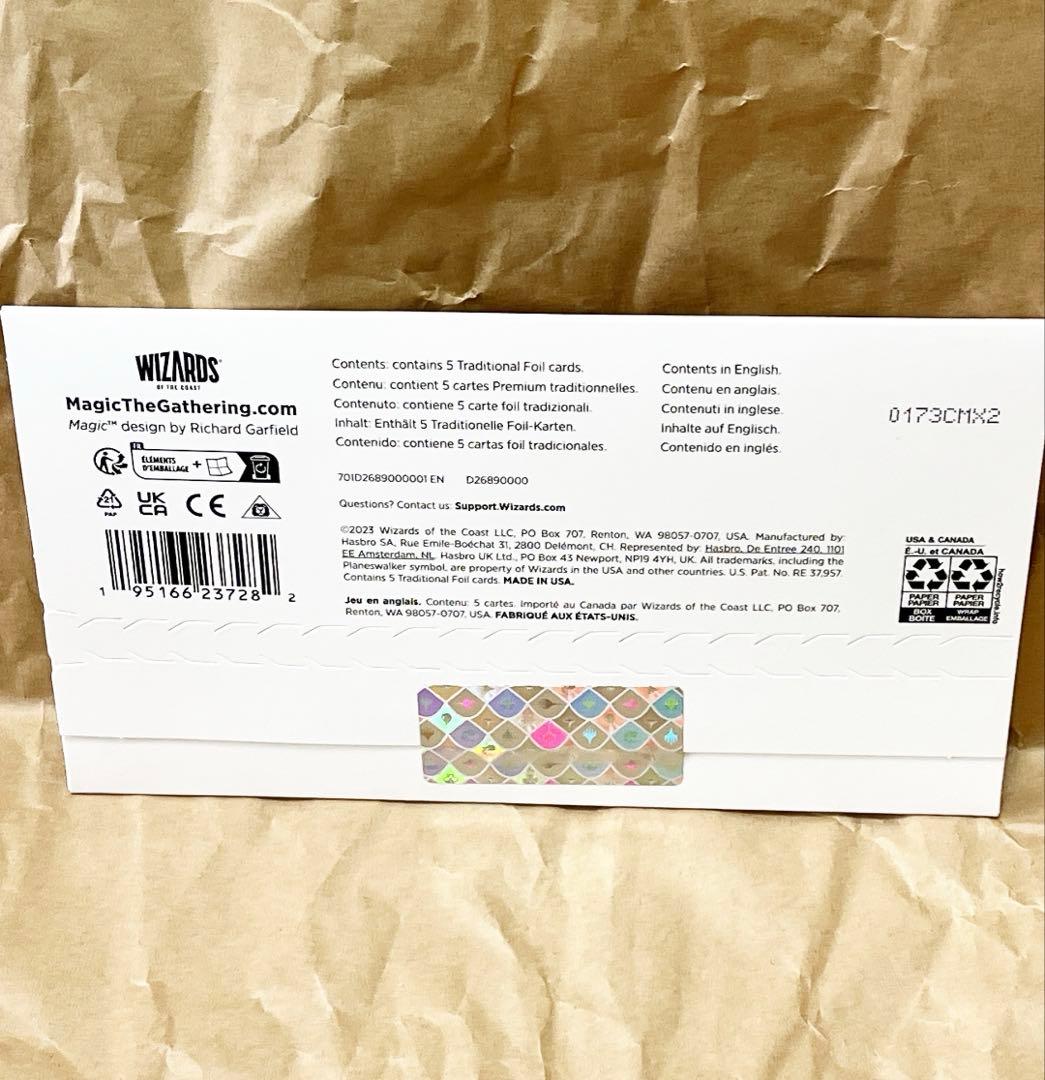 WIZARDS
OF THE COAST
MagicTheGathering.com
Magic™ design by Richard Garfield
FR
ÉLÉMENTS
D'EMBALLAGE +
21
PAP
UK
CA
CE
1 95166 23728 2
Contents: contains 5 Traditional Foil cards.
Contenu: contient 5 cartes Premium traditionnelles.
Contenuto: contiene 5 carte foil tradizionali.
Inhalt: Enthält 5 Traditionelle Foil-Karten.
Contenido: contiene 5 cartas foil tradicionales.
Contents in English.
Contenu en anglais.
Contenuti in inglese.
Inhalte auf Englisch.
Contenido en inglés.
0173CMX2
701D2689000001 EN D26890000
Questions? Contact us: Support.Wizards.com
©2023 Wizards of the Coast LLC, PO Box 707, Renton, WA 98057-0707, USA. Manufactured by:
Hasbro SA, Rue Emile-Boéchat 31, 2800 Delémont, CH. Represented by: Hasbro, De Entree 240, 1101
EE Amsterdam, NL. Hasbro UK Ltd., PO Box 43 Newport, NP19 4YH, UK. All trademarks, including the
Planeswalker symbol, are property of Wizards in the USA and other countries. U.S. Pat. No. RE 37,957.
Contains 5 Traditional Foil cards. MADE IN USA.
Jeu en anglais. Contenu: 5 cartes. Importé au Canada par Wizards of the Coast LLC, PO Box 707,
Renton, WA 98057-0707, USA. FABRIQUÉ AUX ÉTATS-UNIS.
USA & CANADA
É.-U. et CANADA
PAPER PAPER
PAPIER PAPIER
BOX WRAP
BOÎTE EMBALLAGE
how2recycle.info